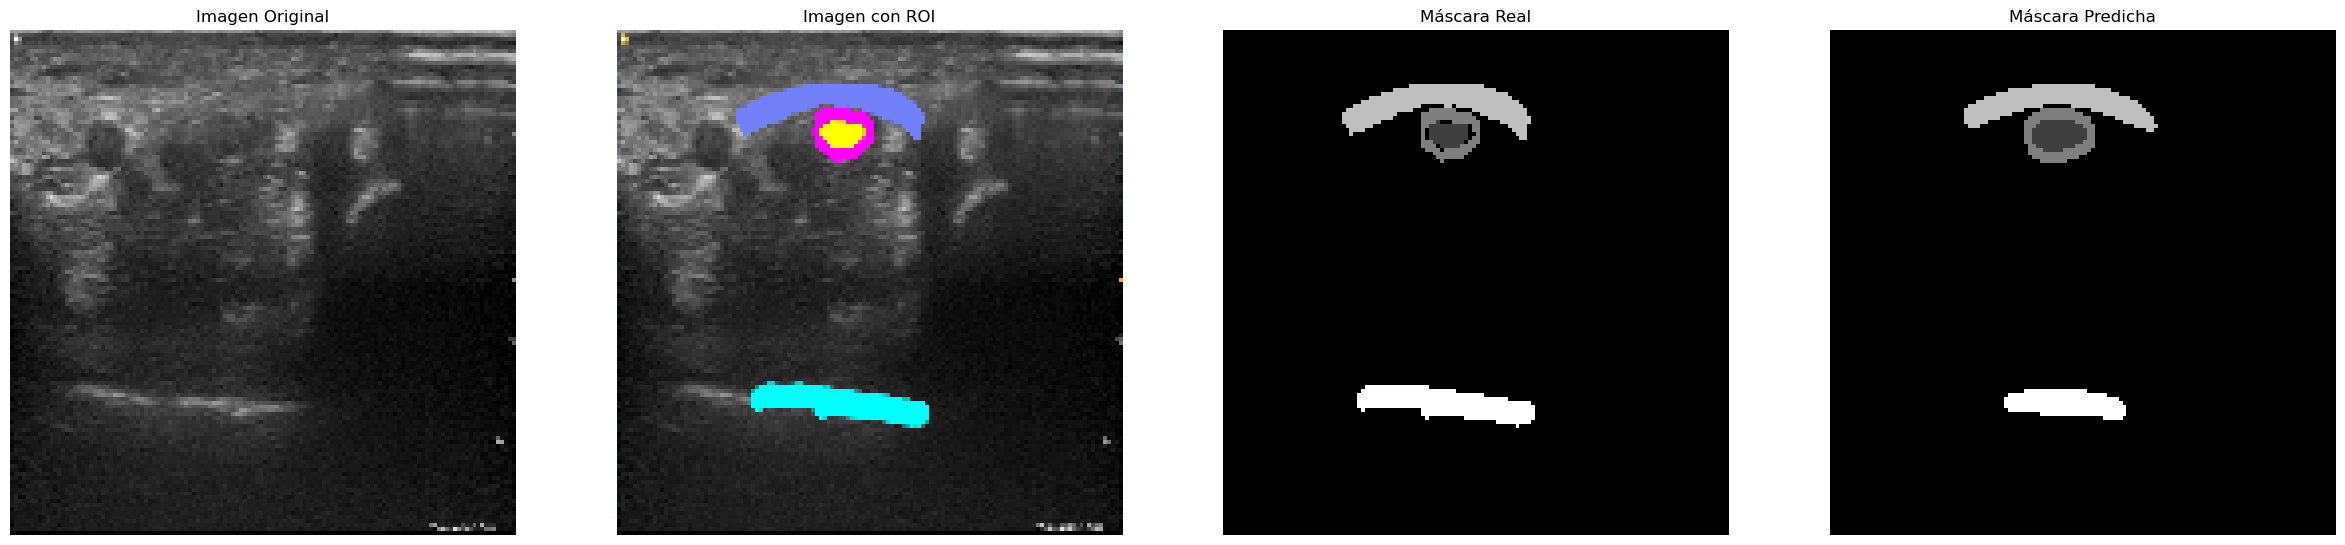 Imagen Original
Imagen con ROI
Máscara Real
Máscara Predicha